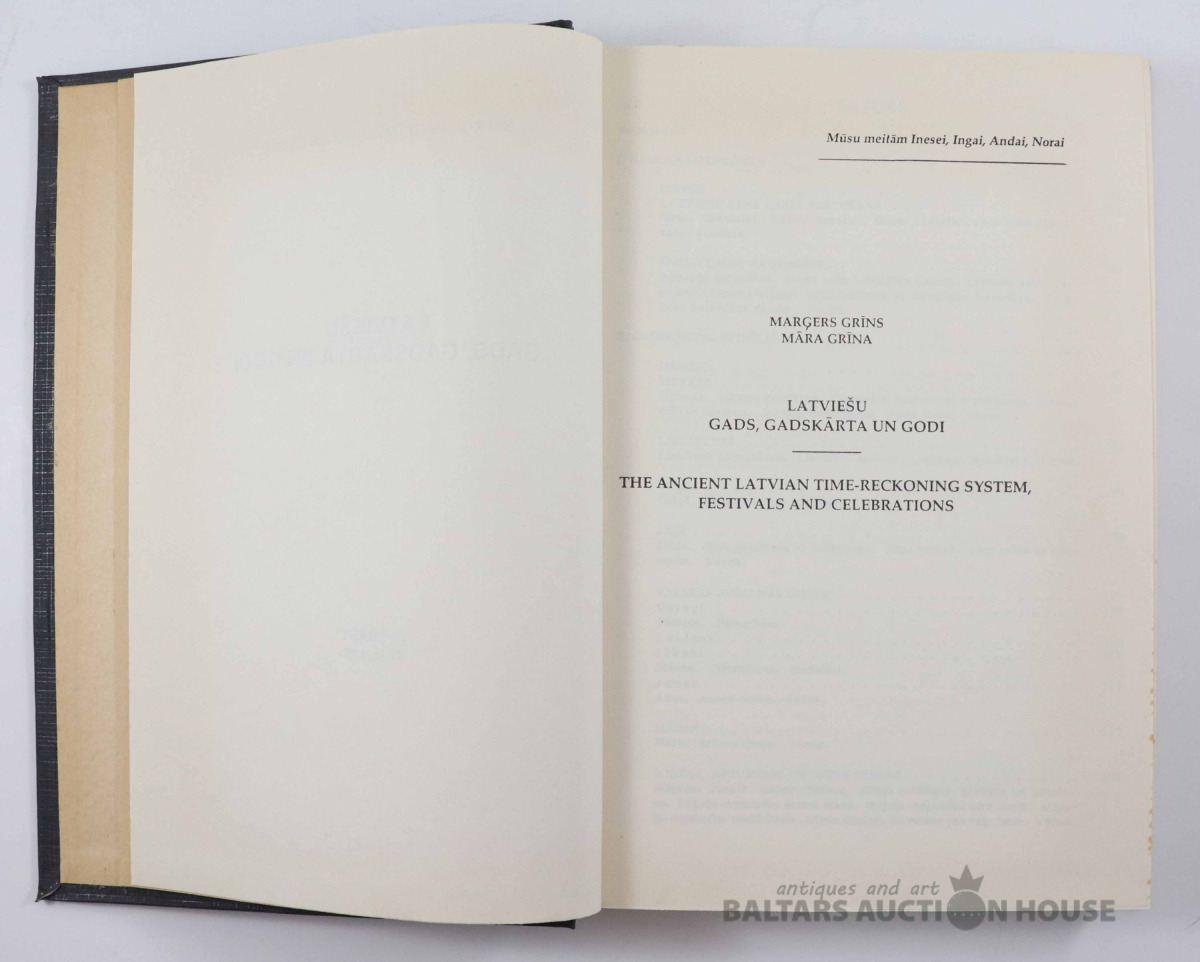 Mūsu meitām Inesei, Ingai, Andai, Norai
MARĢERS GRĪNS
MĀRA GRĪNA
LATVIEŠU
GADS, GADSKĀRTA UN GODI
THE ANCIENT LATVIAN TIME-RECKONING SYSTEM,
FESTIVALS AND CELEBRATIONS
antiques and art
BALTARS AUCTION HOUSE